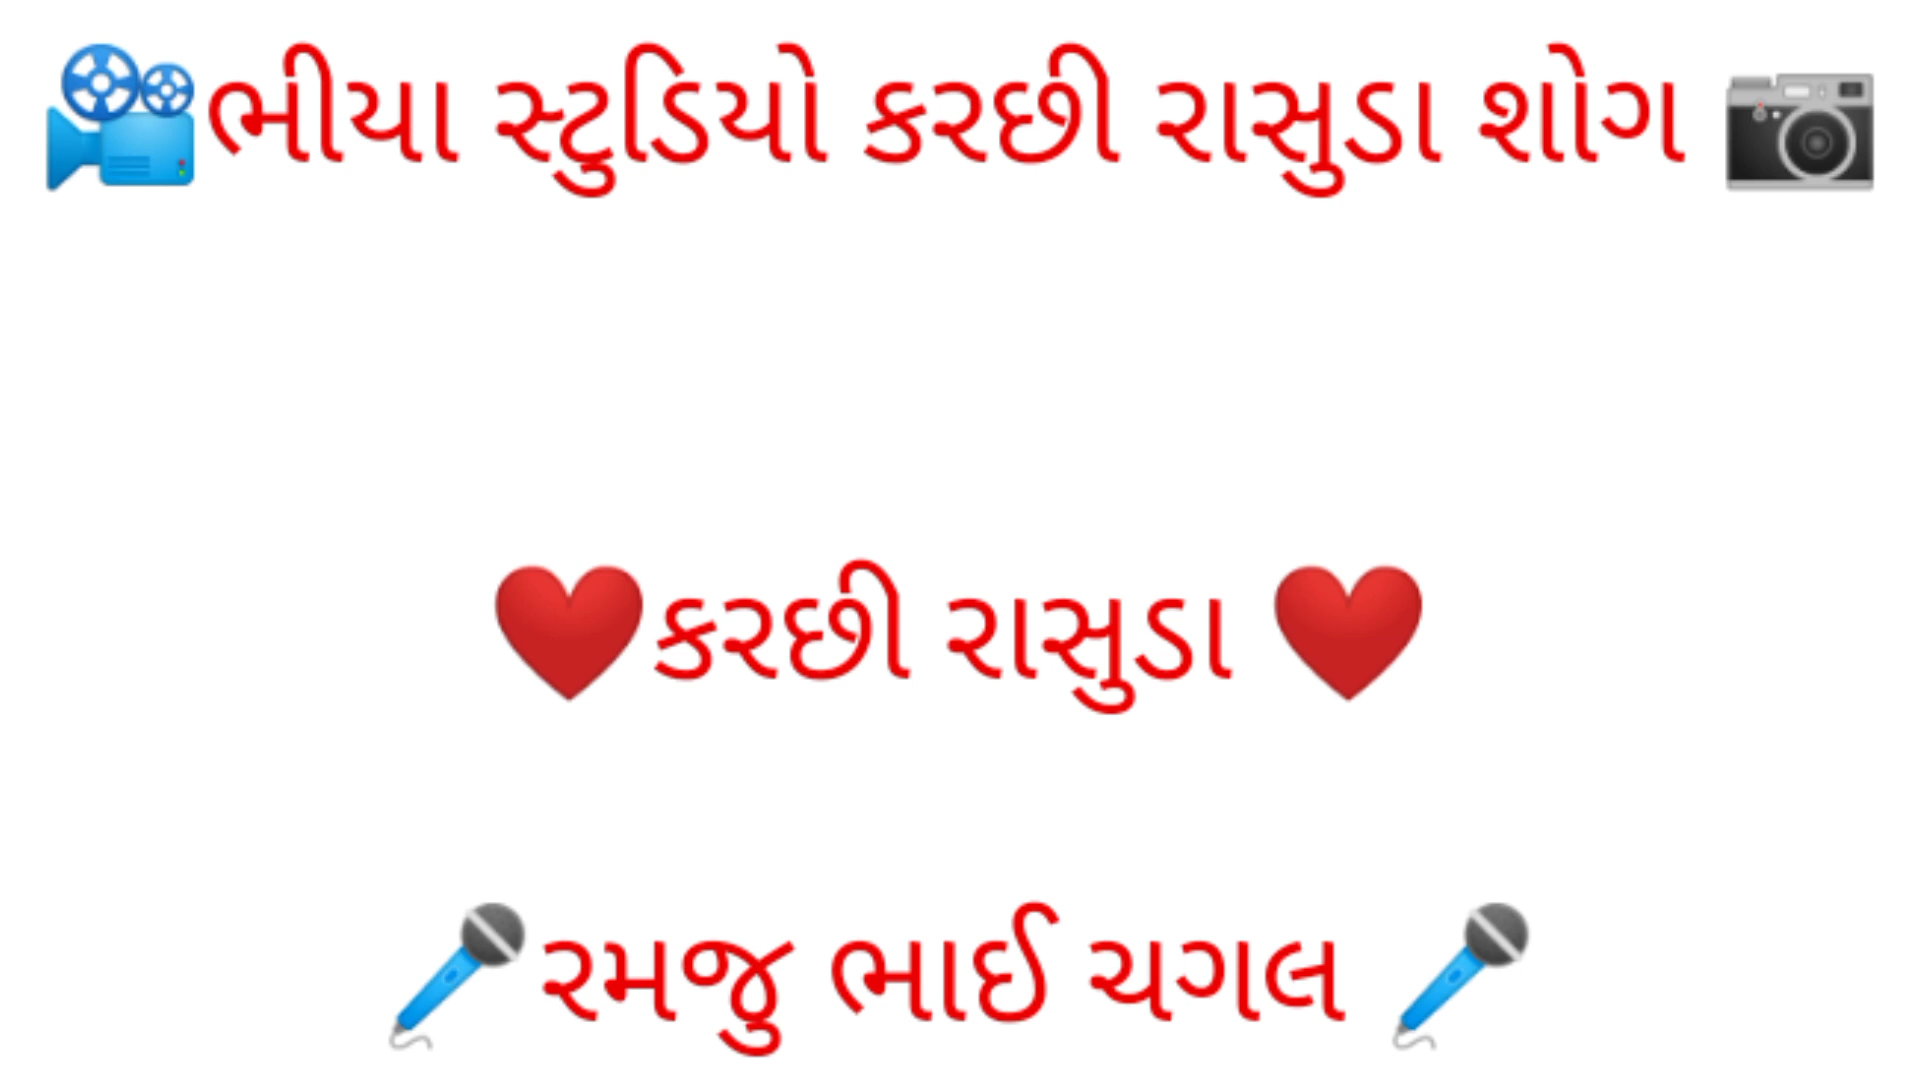 🎥ભીયા સ્ટુડિયો કરછી રાસુડા શોગ 📷
❤️કરછી રાસુડા ❤️
🎤રમજુ ભાઈ ચગલ 🎤